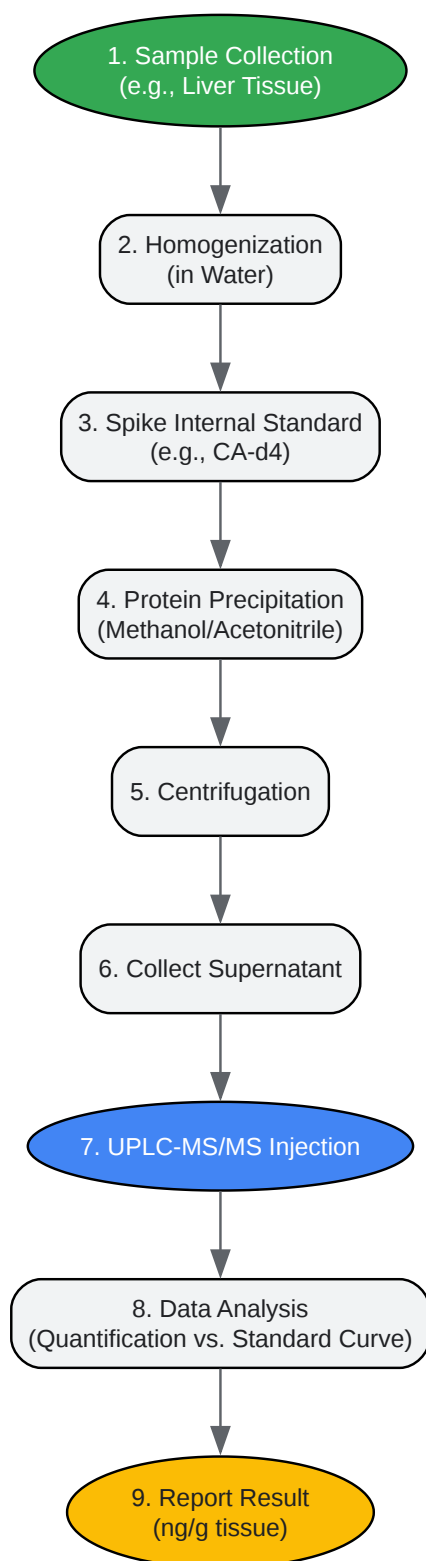 1. Sample Collection
(e.g., Liver Tissue)
2. Homogenization
(in Water)
3. Spike Internal Standard
(e.g., CA-d4)
4. Protein Precipitation
(Methanol/Acetonitrile)
5. Centrifugation
6. Collect Supernatant
7. UPLC-MS/MS Injection
8. Data Analysis
(Quantification vs. Standard Curve)
9. Report Result
(ng/g tissue)